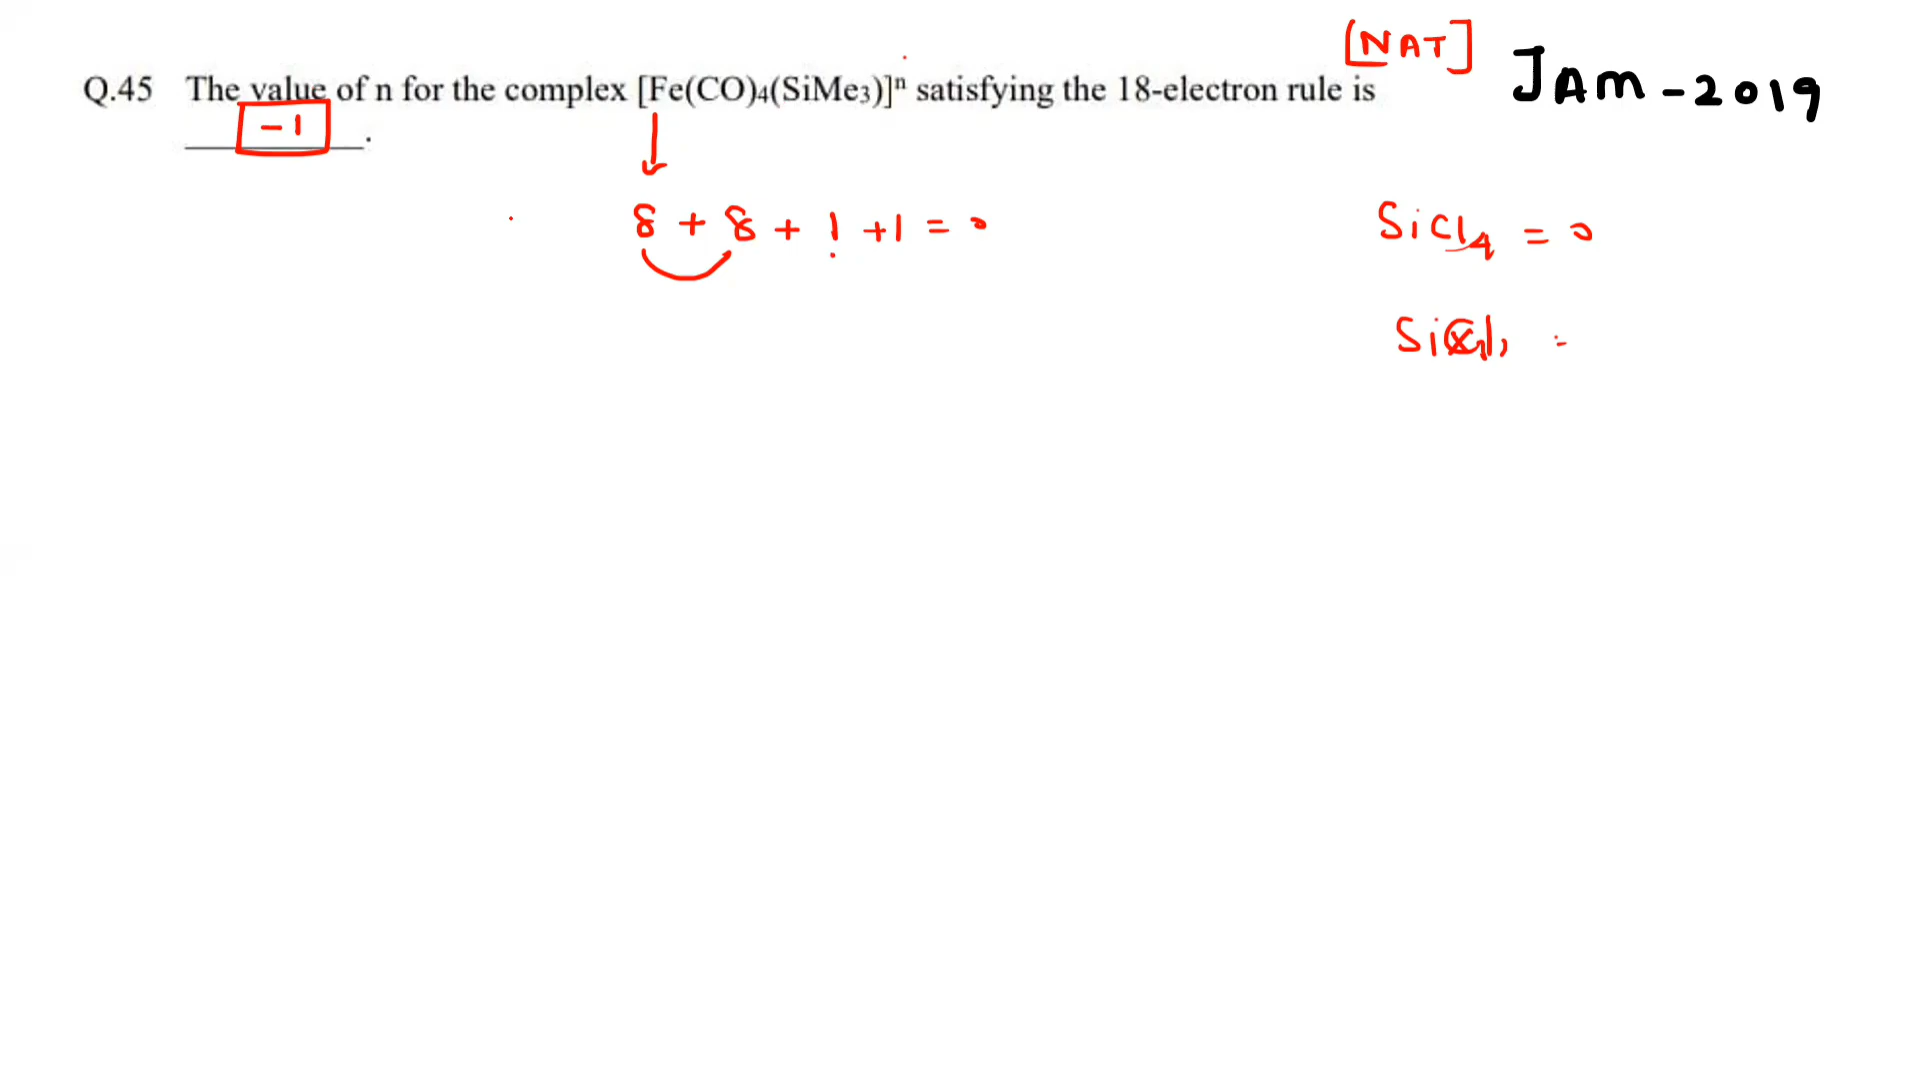 [NAT] JAM-2019
Q.45 The value of n for the complex [Fe(CO)₄(SiMe₃)]ⁿ satisfying the 18-electron rule is
-1 .
8 + 8 + 1 + 1 = 0
SiCl₄ = 0